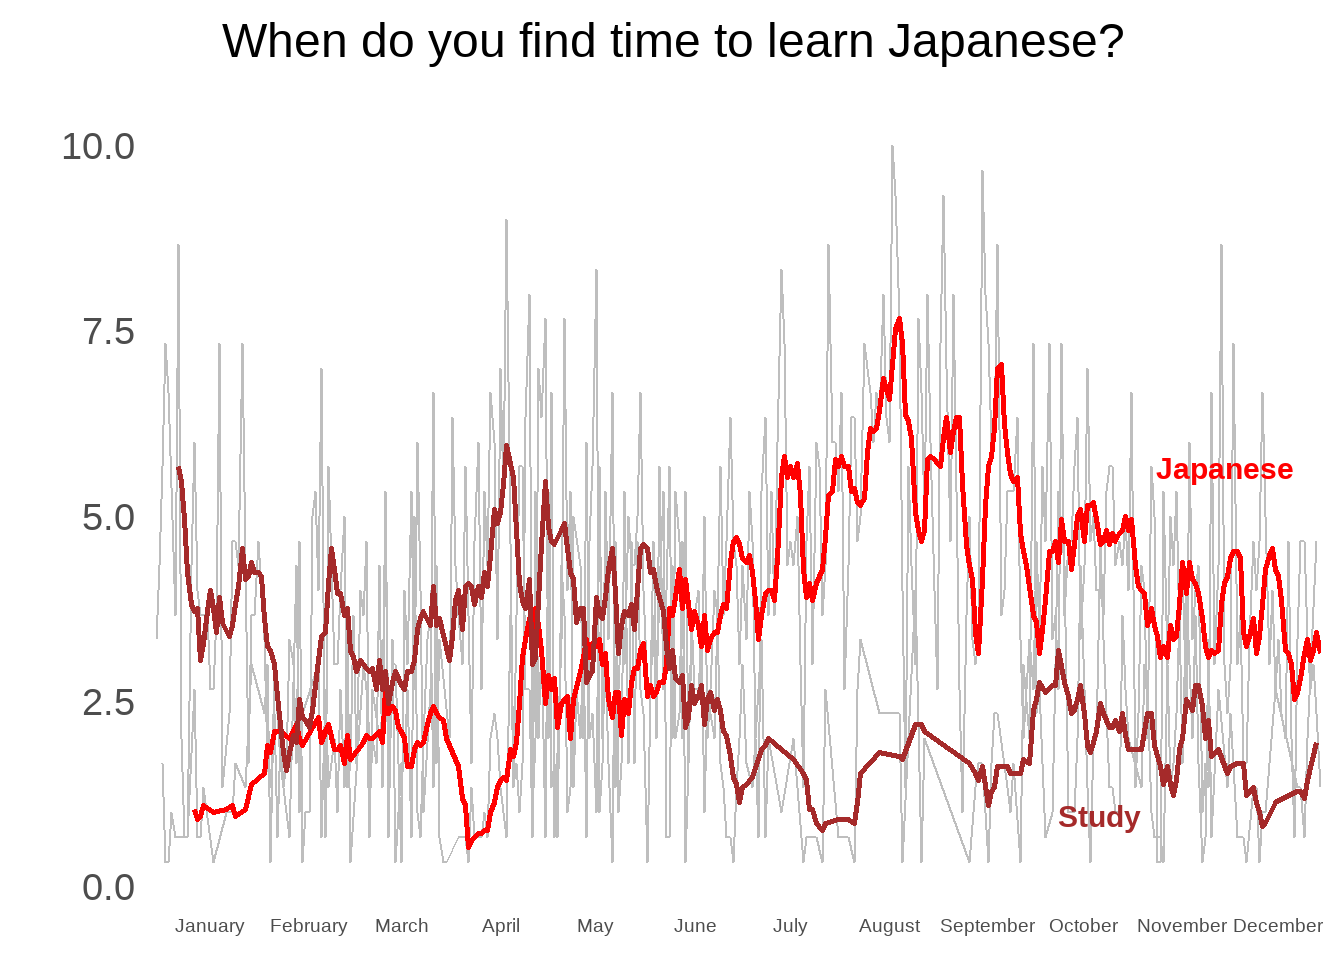 When do you find time to learn Japanese?
10.0
7.5
5.0
2.5
0.0
Japanese
Study
January February March April May June July August September October November December